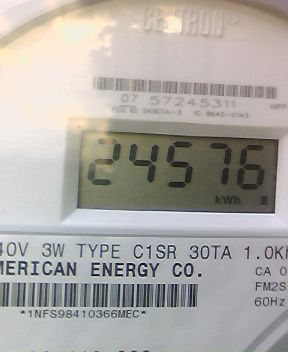 CENTRON
07 57245311
24576
kWh
40V 3W TYPE C1SR 30TA 1.0K
MERICAN ENERGY CO.
CA 0
FM2S
60Hz
*1NFS98410366MEC*